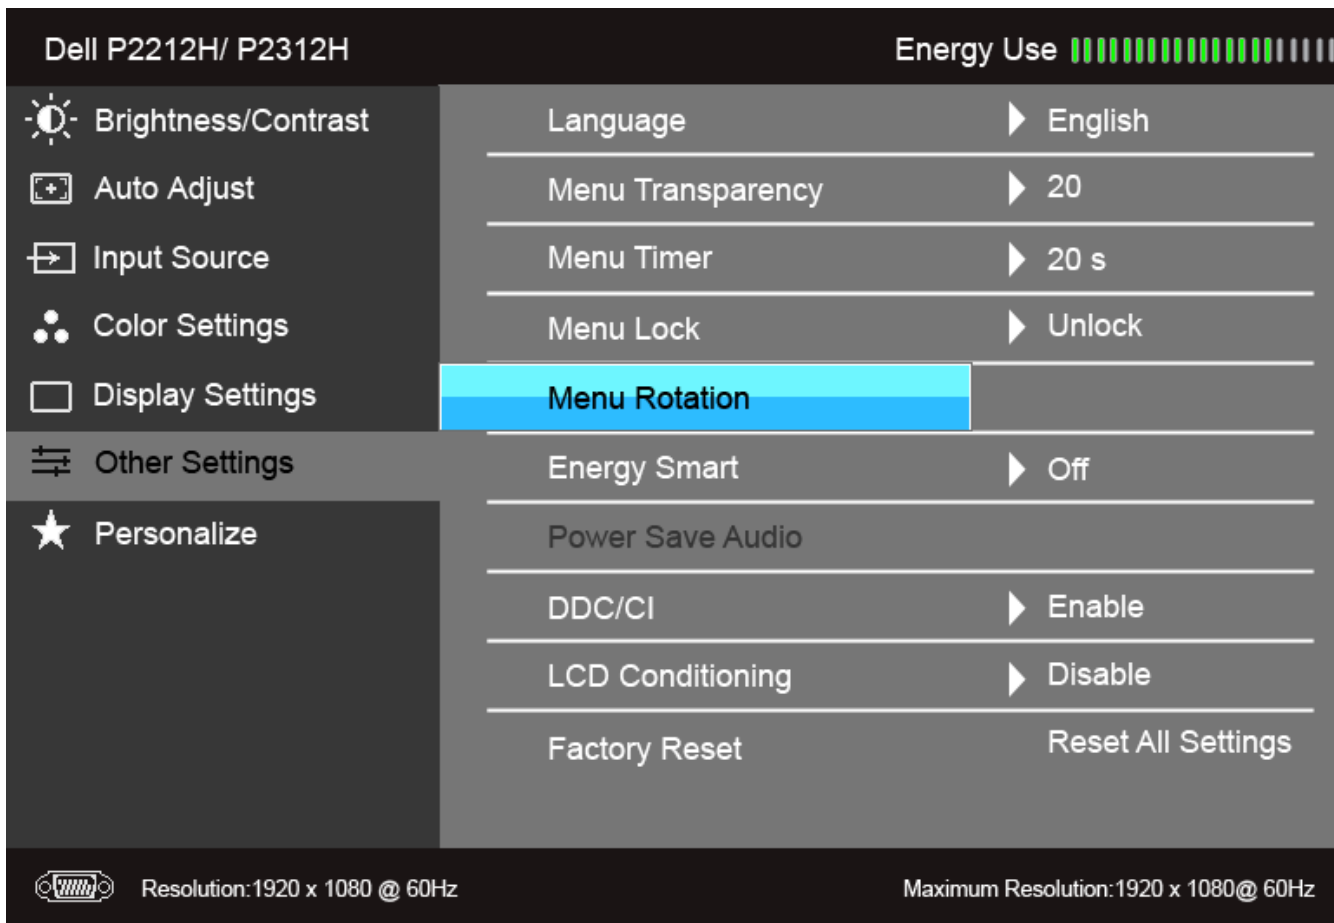 Dell P2212H/ P2312H
Energy Use
Brightness/Contrast
Auto Adjust
Input Source
Color Settings
Display Settings
Other Settings
Personalize
Language
English
Menu Transparency
20
Menu Timer
20 s
Menu Lock
Unlock
Menu Rotation
Energy Smart
Off
Power Save Audio
DDC/CI
Enable
LCD Conditioning
Disable
Factory Reset
Reset All Settings
Resolution:1920 x 1080 @ 60Hz
Maximum Resolution:1920 x 1080@ 60Hz